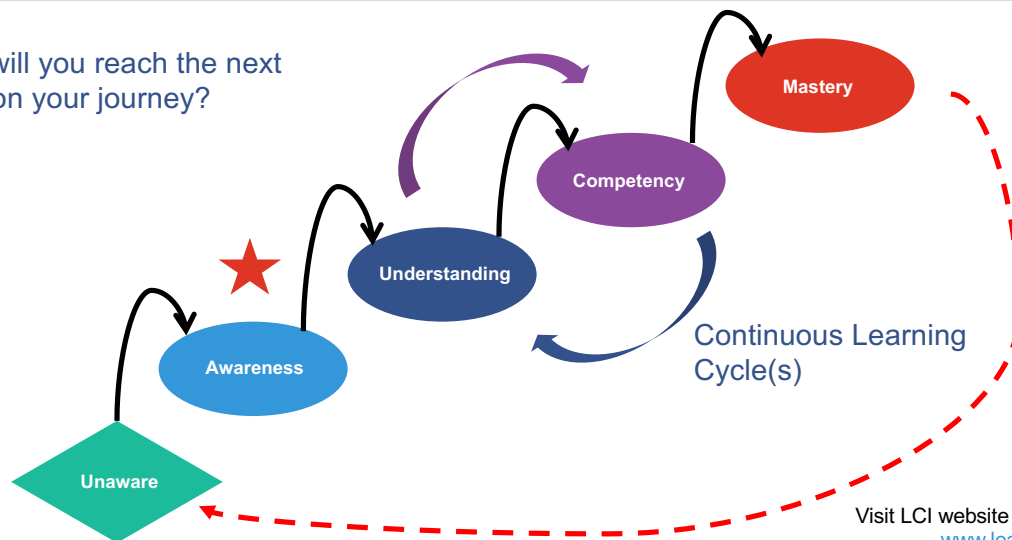 will you reach the next
on your journey?
Mastery
Competency
Understanding
Continuous Learning
Cycle(s)
Awareness
Unaware
Visit LCI website